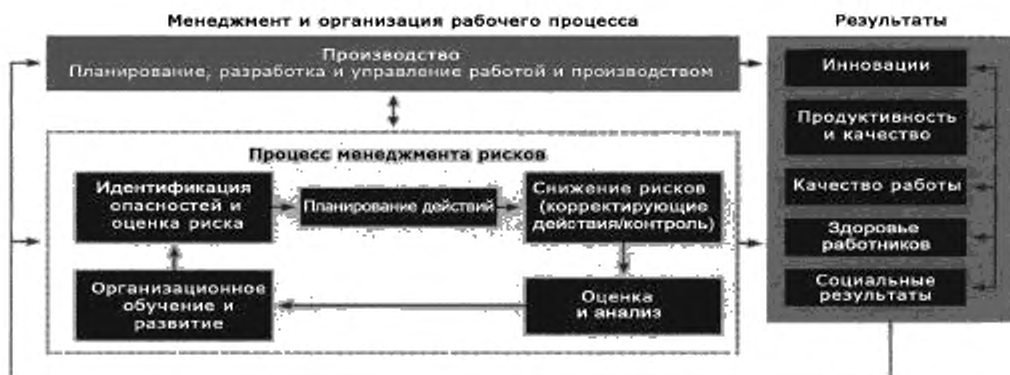 Менеджмент и организация рабочего процесса
Результаты
Производство
Планирование, разработка и управление работой и производством
Инновации
Продуктивность
и качество
Качество работы
Здоровье
работников
Социальные
результаты
Процесс менеджмента рисков
Идентификация
опасностей и
оценка риска
Планирование действий
Снижение рисков
(корректирующие
действия/контроль)
Оценка
и анализ
Организационное
обучение и
развитие